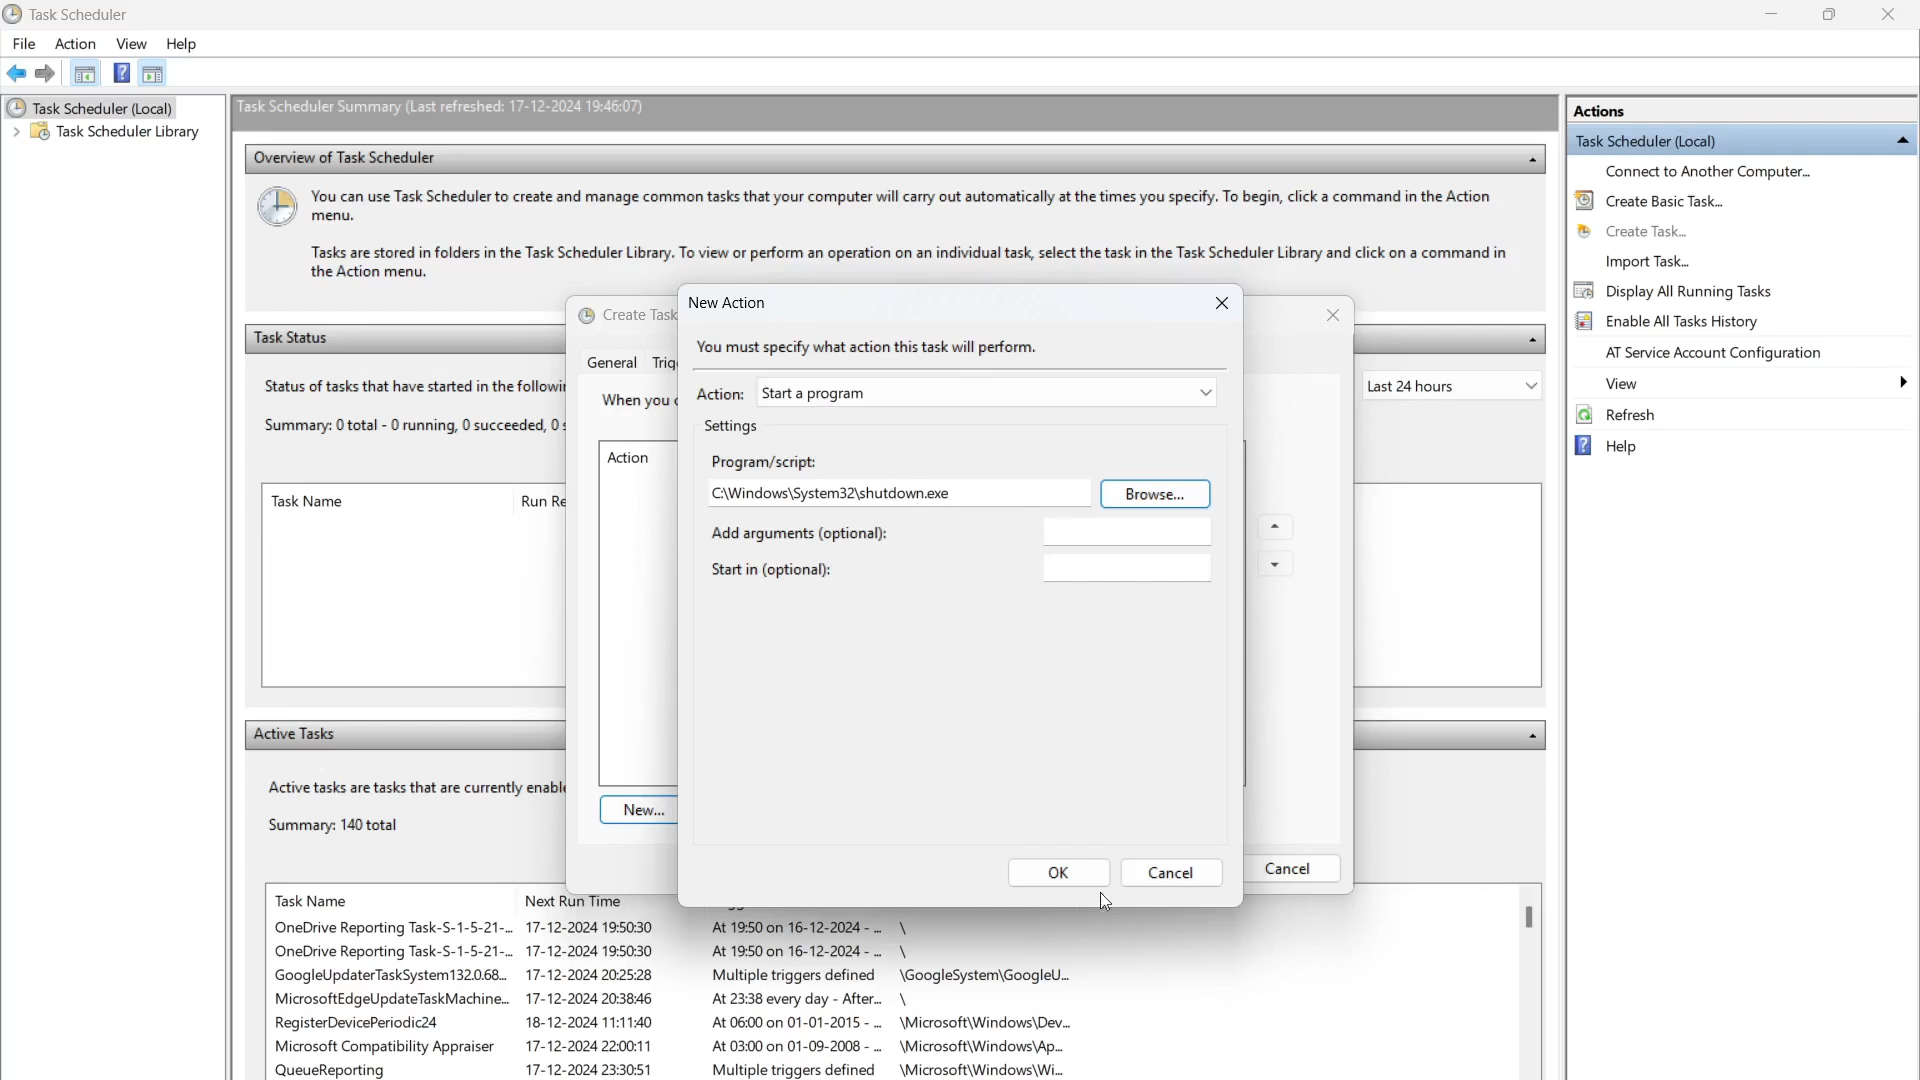 Task Scheduler
File Action View Help
Task Scheduler (Local)
Task Scheduler Library
Task Scheduler Summary (Last refreshed: 17-12-2024 19:46:07)
Overview of Task Scheduler
You can use Task Scheduler to create and manage common tasks that your computer will carry out automatically at the times you specify. To begin, click a command in the Action
menu.
Tasks are stored in folders in the Task Scheduler Library. To view or perform an operation on an individual task, select the task in the Task Scheduler Library and click on a command in
the Action menu.
Task Status
Status of tasks that have started in the followin
Last 24 hours
Summary: 0 total - 0 running, 0 succeeded, 0
Task Name Run Re
Active Tasks
Active tasks are tasks that are currently enable
Summary: 140 total
Task Name Next Run Time
OneDrive Reporting Task-S-1-5-21-... 17-12-2024 19:50:30 At 19:50 on 16-12-2024 - ... \
OneDrive Reporting Task-S-1-5-21-... 17-12-2024 19:50:30 At 19:50 on 16-12-2024 - ... \
GoogleUpdaterTaskSystem132.0.68... 17-12-2024 20:25:28 Multiple triggers defined \GoogleSystem\GoogleU...
MicrosoftEdgeUpdateTaskMachine... 17-12-2024 20:38:46 At 23:38 every day - After... \
RegisterDevicePeriodic24 18-12-2024 11:11:40 At 06:00 on 01-01-2015 - ... \Microsoft\Windows\Dev...
Microsoft Compatibility Appraiser 17-12-2024 22:00:11 At 03:00 on 01-09-2008 - ... \Microsoft\Windows\Ap...
QueueReporting 17-12-2024 23:30:51 Multiple triggers defined \Microsoft\Windows\Wi...
Create Task
General Trig
When you c
Action
New...
Cancel
New Action
You must specify what action this task will perform.
Action: Start a program
Settings
Program/script:
C:\Windows\System32\shutdown.exe Browse...
Add arguments (optional):
Start in (optional):
OK Cancel
Actions
Task Scheduler (Local)
Connect to Another Computer...
Create Basic Task...
Create Task...
Import Task...
Display All Running Tasks
Enable All Tasks History
AT Service Account Configuration
View
Refresh
Help